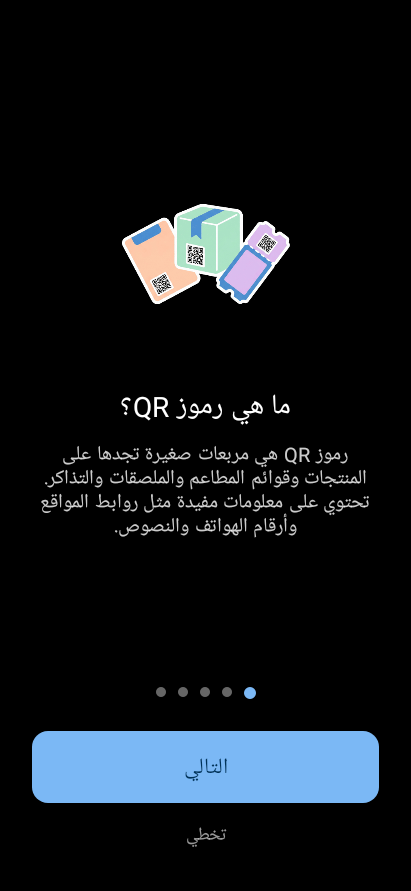 ما هي رموز QR؟
رموز QR هي مربعات صغيرة تجدها على
المنتجات وقوائم المطاعم والملصقات والتذاكر.
تحتوي على معلومات مفيدة مثل روابط المواقع
وأرقام الهواتف والنصوص.
التالي
تخطي